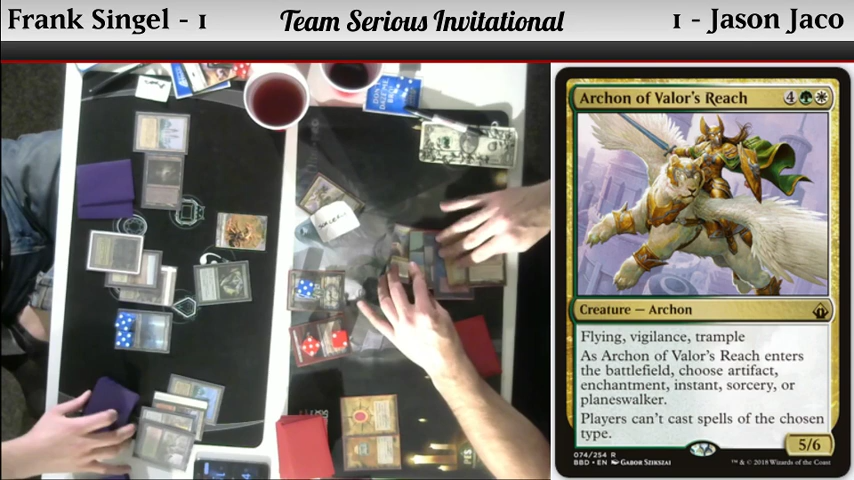 Frank Singel - 1
Team Serious Invitational
1 - Jason Jaco
Archon of Valor's Reach 4
Creature — Archon
Flying, vigilance, trample
As Archon of Valor's Reach enters
the battlefield, choose artifact,
enchantment, instant, sorcery, or
planeswalker.
Players can't cast spells of the chosen
type.
5/6
074/254 R
BBD • EN GABOR SZIKSZAI
™ & © 2018 Wizards of the Coast